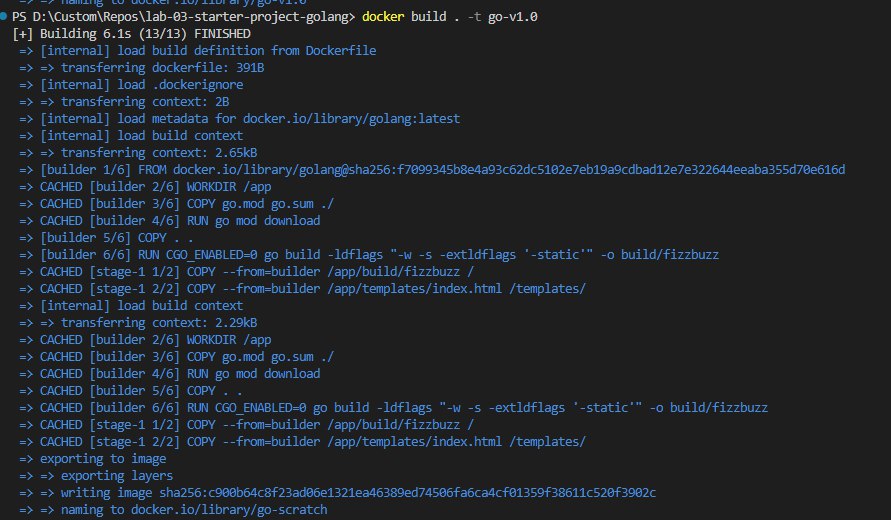 => => naming to docker.io/library/go-v1.0
PS D:\Custom\Repos\lab-03-starter-project-golang> docker build . -t go-v1.0
[+] Building 6.1s (13/13) FINISHED
=> [internal] load build definition from Dockerfile
=> => transferring dockerfile: 391B
=> [internal] load .dockerignore
=> => transferring context: 2B
=> [internal] load metadata for docker.io/library/golang:latest
=> [internal] load build context
=> => transferring context: 2.65kB
=> [builder 1/6] FROM docker.io/library/golang@sha256:f7099345b8e4a93c62dc5102e7eb19a9cdbad12e7e322644eeaba355d70e616d
=> CACHED [builder 2/6] WORKDIR /app
=> CACHED [builder 3/6] COPY go.mod go.sum ./
=> CACHED [builder 4/6] RUN go mod download
=> [builder 5/6] COPY . .
=> [builder 6/6] RUN CGO_ENABLED=0 go build -ldflags "-w -s -extldflags '-static'" -o build/fizzbuzz
=> CACHED [stage-1 1/2] COPY --from=builder /app/build/fizzbuzz /
=> CACHED [stage-1 2/2] COPY --from=builder /app/templates/index.html /templates/
=> [internal] load build context
=> => transferring context: 2.29kB
=> CACHED [builder 2/6] WORKDIR /app
=> CACHED [builder 3/6] COPY go.mod go.sum ./
=> CACHED [builder 4/6] RUN go mod download
=> CACHED [builder 5/6] COPY . .
=> CACHED [builder 6/6] RUN CGO_ENABLED=0 go build -ldflags "-w -s -extldflags '-static'" -o build/fizzbuzz
=> CACHED [stage-1 1/2] COPY --from=builder /app/build/fizzbuzz /
=> CACHED [stage-1 2/2] COPY --from=builder /app/templates/index.html /templates/
=> exporting to image
=> => exporting layers
=> => writing image sha256:c900b64c8f23ad06e1321ea46389ed74506fa6ca4cf01359f38611c520f3902c
=> => naming to docker.io/library/go-scratch